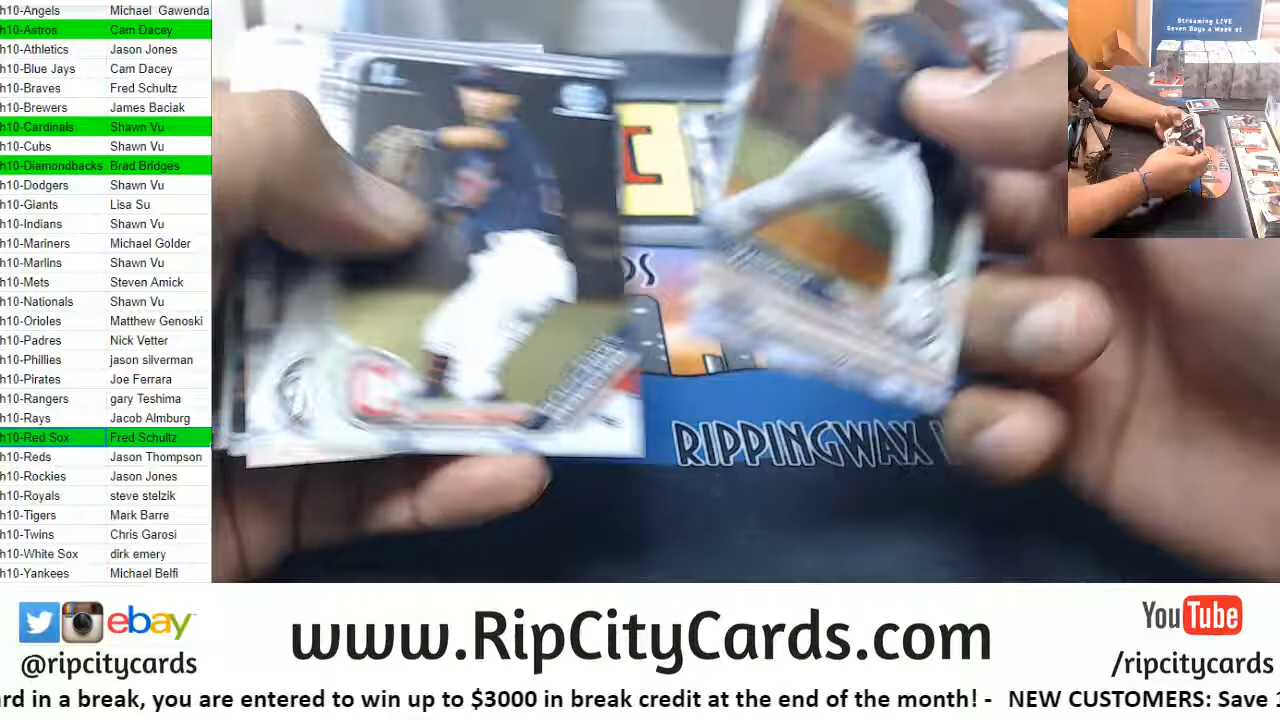 h10-Angels Michael Gawenda
h10-Astros Cam Dacey
h10-Athletics Jason Jones
h10-Blue Jays Cam Dacey
h10-Braves Fred Schultz
h10-Brewers James Baciak
h10-Cardinals Shawn Vu
h10-Cubs Shawn Vu
h10-Diamondbacks Brad Bridges
h10-Dodgers Shawn Vu
h10-Giants Lisa Su
h10-Indians Shawn Vu
h10-Mariners Michael Golder
h10-Marlins Shawn Vu
h10-Mets Steven Amick
h10-Nationals Shawn Vu
h10-Orioles Matthew Genoski
h10-Padres Nick Vetter
h10-Phillies jason silverman
h10-Pirates Joe Ferrara
h10-Rangers gary Teshima
h10-Rays Jacob Almburg
h10-Red Sox Fred Schultz
h10-Reds Jason Thompson
h10-Rockies Jason Jones
h10-Royals steve stelzik
h10-Tigers Mark Barre
h10-Twins Chris Garosi
h10-White Sox dirk emery
h10-Yankees Michael Belfi
Streaming LIVE
Seven Days a Week at
RIPPINGWAX
ebay
@ripcitycards
www.RipCityCards.com
YouTube
/ripcitycards
ard in a break, you are entered to win up to $3000 in break credit at the end of the month! - NEW CUSTOMERS: Save 1